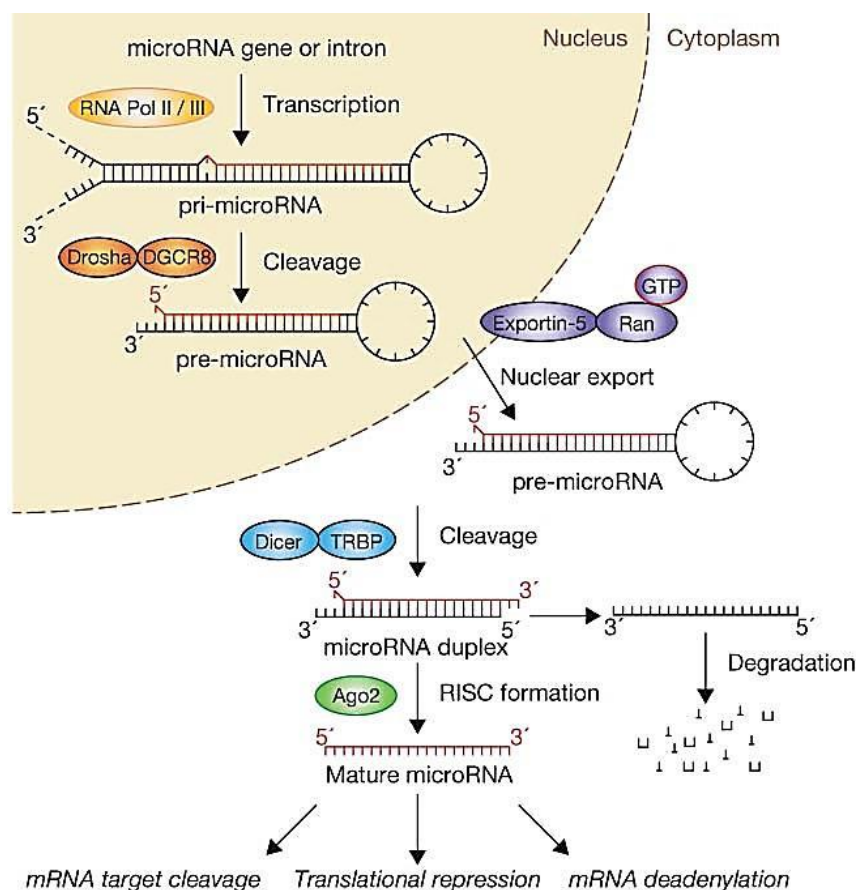 Nucleus
Cytoplasm
microRNA gene or intron
RNA Pol II / III
Transcription
5´
3´
pri-microRNA
Drosha
DGCR8
Cleavage
5´
3´
pre-microRNA
GTP
Exportin-5
Ran
Nuclear export
5´
3´
pre-microRNA
Dicer
TRBP
Cleavage
5´
3´
3´
5´
microRNA duplex
3´
5´
Degradation
Ago2
RISC formation
5´
3´
Mature microRNA
mRNA target cleavage
Translational repression
mRNA deadenylation